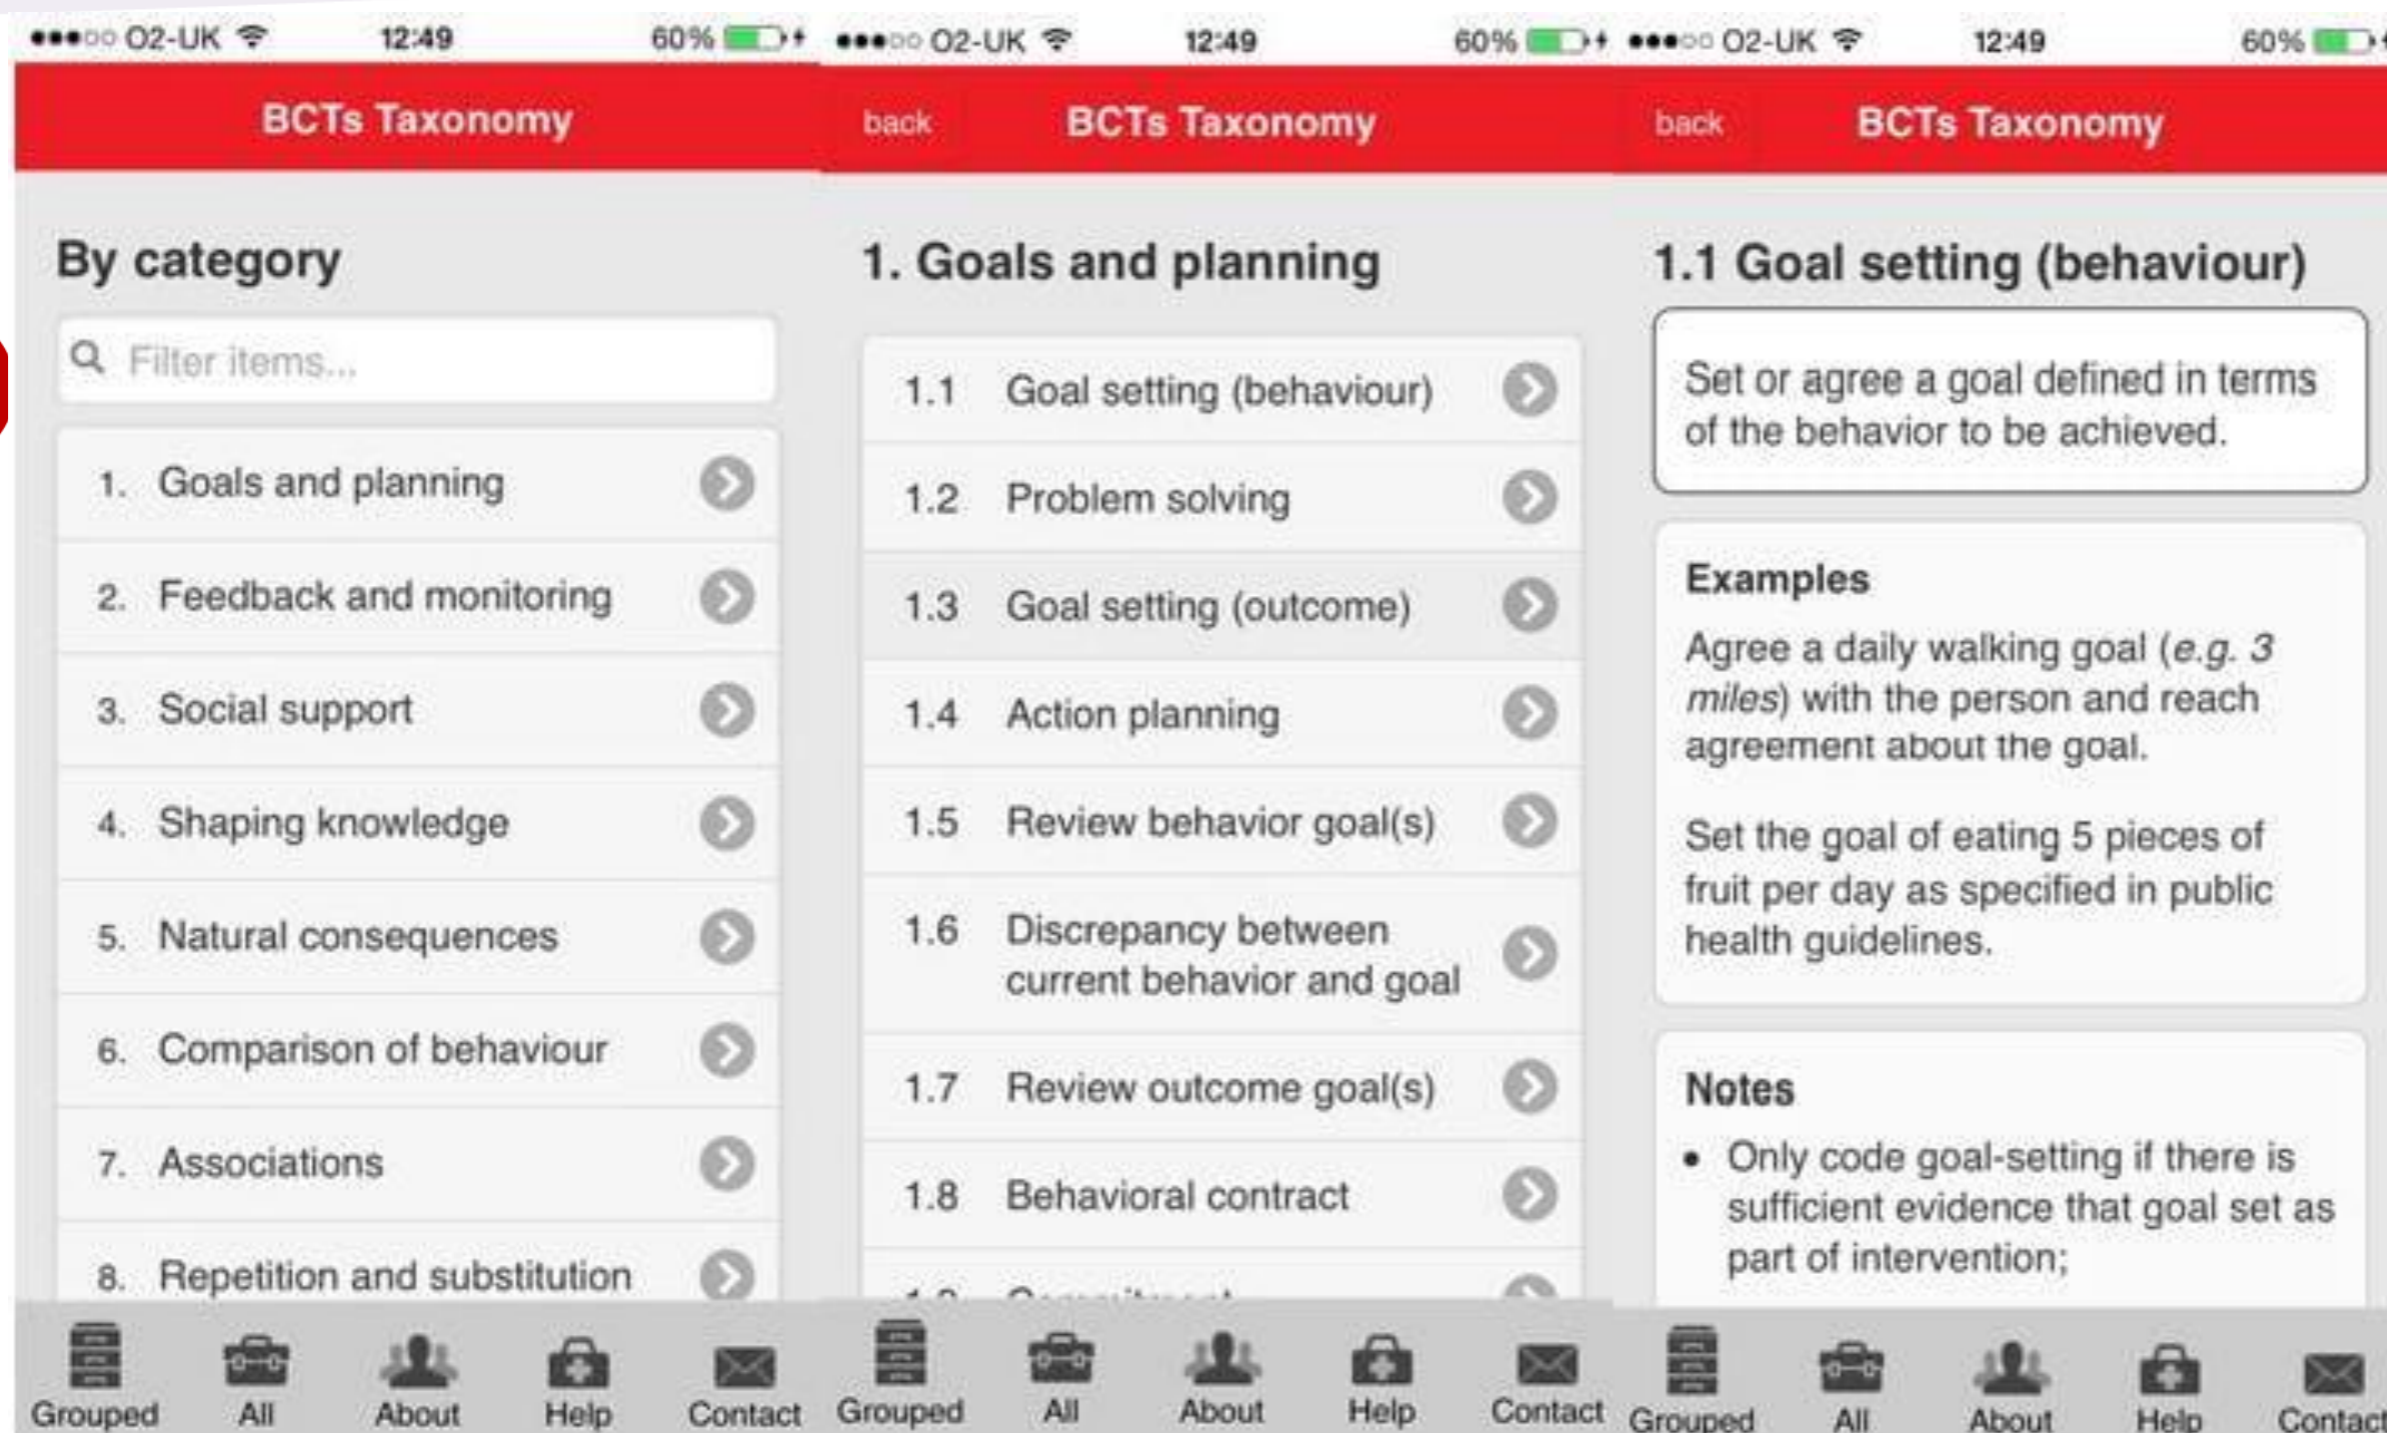 O2-UK 12:49 60%
BCTs Taxonomy
By category
Filter items...
1. Goals and planning
2. Feedback and monitoring
3. Social support
4. Shaping knowledge
5. Natural consequences
6. Comparison of behaviour
7. Associations
8. Repetition and substitution
Grouped All About Help Contact
O2-UK 12:49 60%
back BCTs Taxonomy
1. Goals and planning
1.1 Goal setting (behaviour)
1.2 Problem solving
1.3 Goal setting (outcome)
1.4 Action planning
1.5 Review behavior goal(s)
1.6 Discrepancy between
current behavior and goal
1.7 Review outcome goal(s)
1.8 Behavioral contract
Grouped All About Help Contact
O2-UK 12:49 60%
back BCTs Taxonomy
1.1 Goal setting (behaviour)
Set or agree a goal defined in terms
of the behavior to be achieved.
Examples
Agree a daily walking goal (e.g. 3
miles) with the person and reach
agreement about the goal.
Set the goal of eating 5 pieces of
fruit per day as specified in public
health guidelines.
Notes
• Only code goal-setting if there is
sufficient evidence that goal set as
part of intervention;
Grouped All About Help Contact